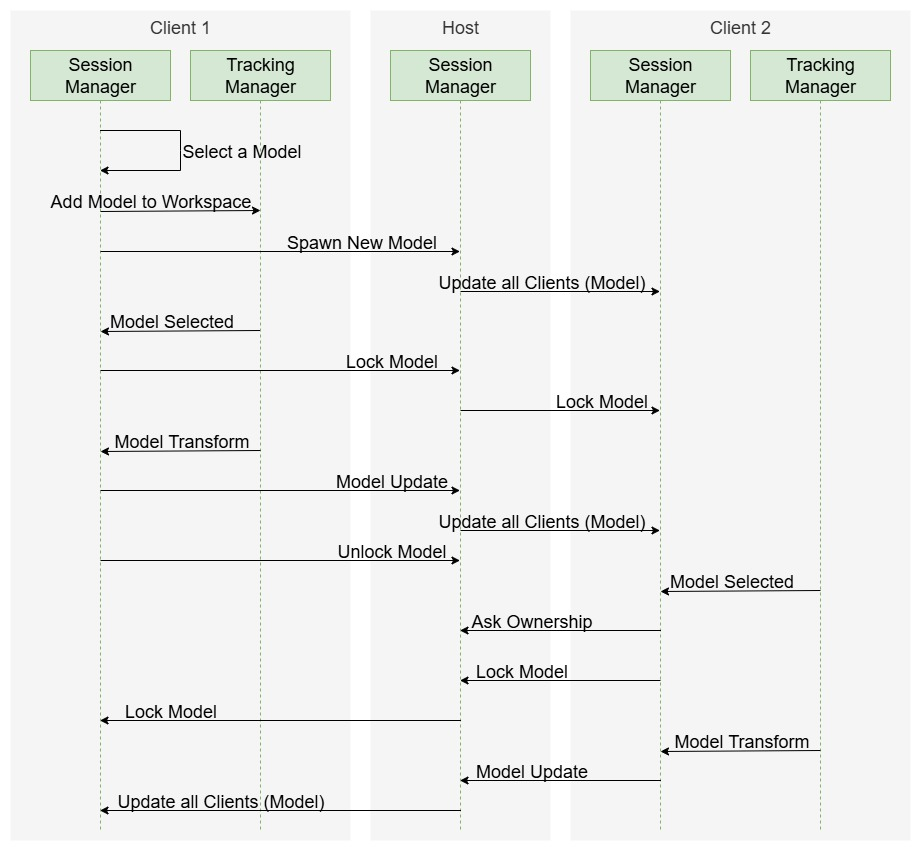 Client 1
Host
Client 2
Session
Manager
Tracking
Manager
Session
Manager
Session
Manager
Tracking
Manager
Select a Model
Add Model to Workspace
Spawn New Model
Update all Clients (Model)
Model Selected
Lock Model
Lock Model
Model Transform
Model Update
Update all Clients (Model)
Unlock Model
Model Selected
Ask Ownership
Lock Model
Lock Model
Model Transform
Model Update
Update all Clients (Model)